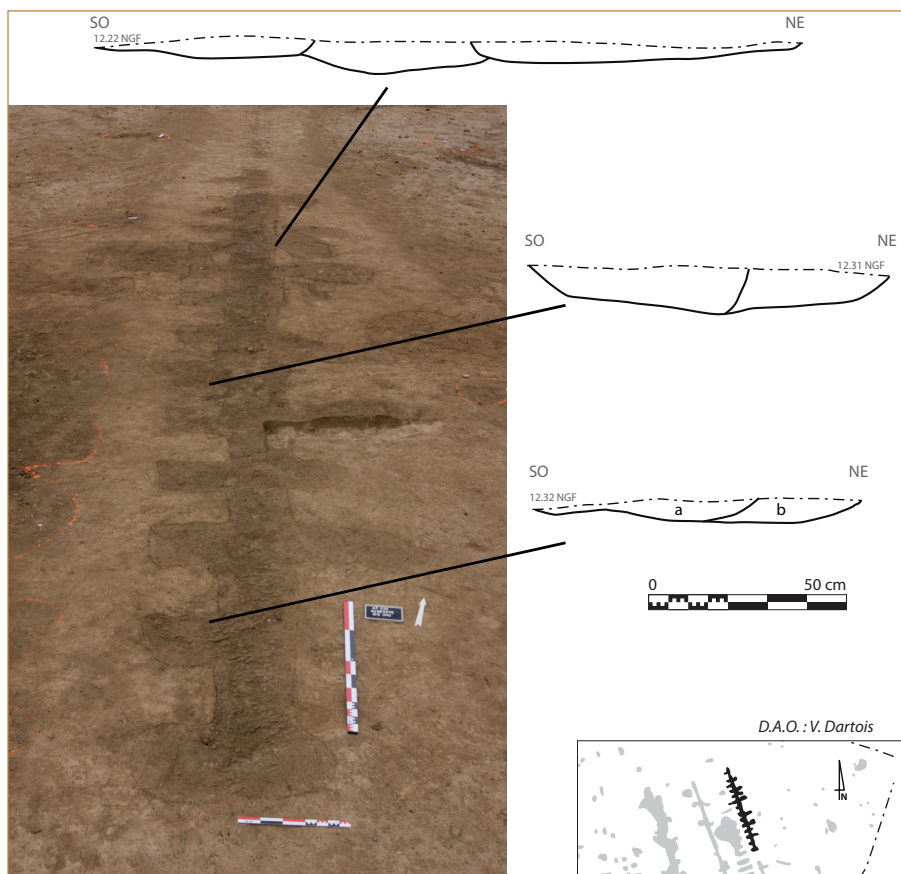 SO NE
12.22 NGF
SO NE
12.31 NGF
SO NE
12.32 NGF
a b
0 50 cm
D.A.O. : V. Dartois
N